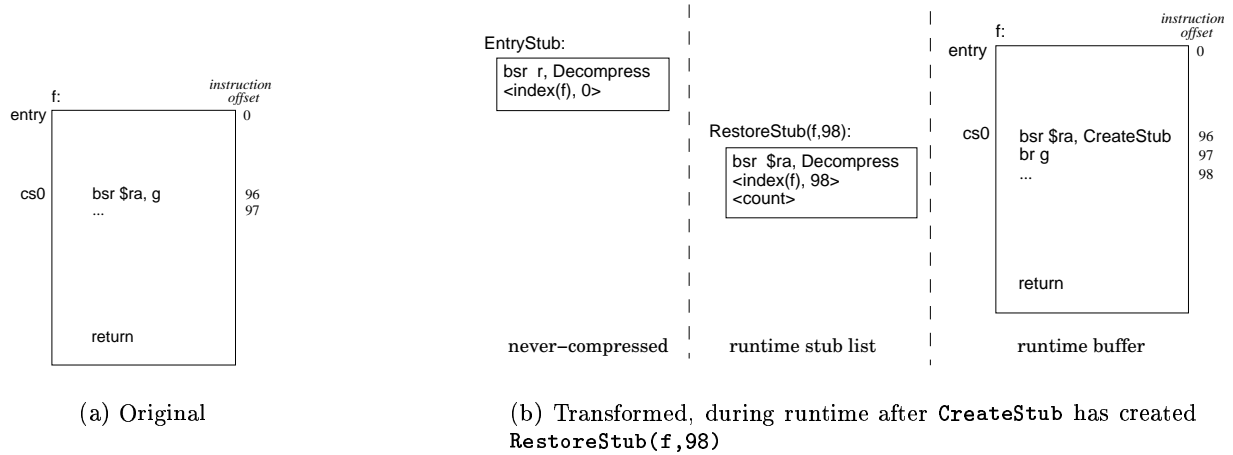 f:
instruction
offset
entry
0
cs0
bsr $ra, g
96
...
97
return
(a) Original
EntryStub:
bsr r, Decompress
<index(f), 0>
never−compressed
RestoreStub(f,98):
bsr $ra, Decompress
<index(f), 98>
<count>
runtime stub list
instruction
offset
f:
entry
0
cs0
bsr $ra, CreateStub
96
br g
97
...
98
return
runtime buffer
(b) Transformed, during runtime after CreateStub has created
RestoreStub(f,98)